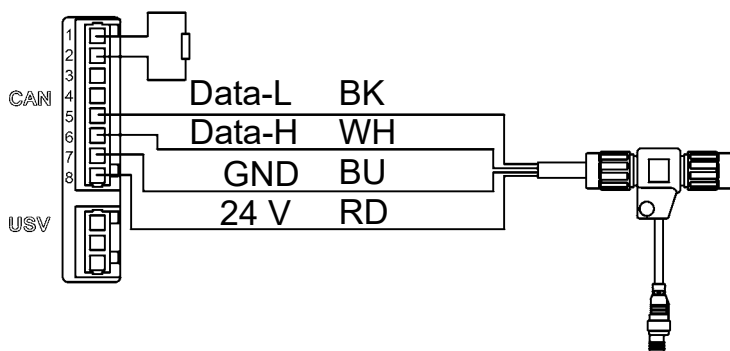 1
2
3
CAN
4
Data-L BK
5
Data-H WH
6
7
GND BU
8
24 V RD
USV